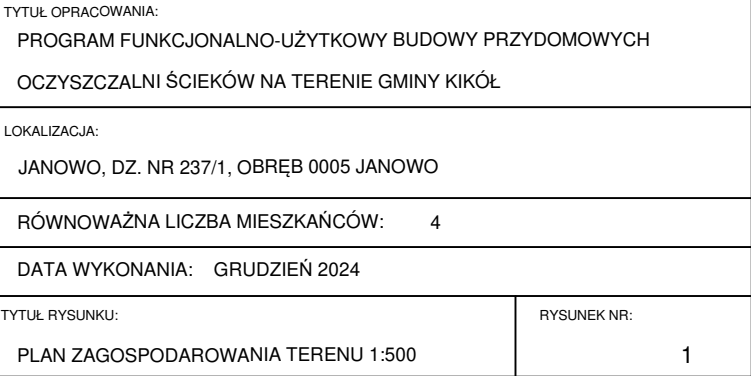 TYTUŁ OPRACOWANIA:
PROGRAM FUNKCJONALNO-UŻYTKOWY BUDOWY PRZYDOMOWYCH
OCZYSZCZALNI ŚCIEKÓW NA TERENIE GMINY KIKÓŁ
LOKALIZACJA:
JANOWO, DZ. NR 237/1, OBRĘB 0005 JANOWO
RÓWNOWAŻNA LICZBA MIESZKAŃCÓW: 4
DATA WYKONANIA: GRUDZIEŃ 2024
TYTUŁ RYSUNKU: RYSUNEK NR:
PLAN ZAGOSPODAROWANIA TERENU 1:500 1